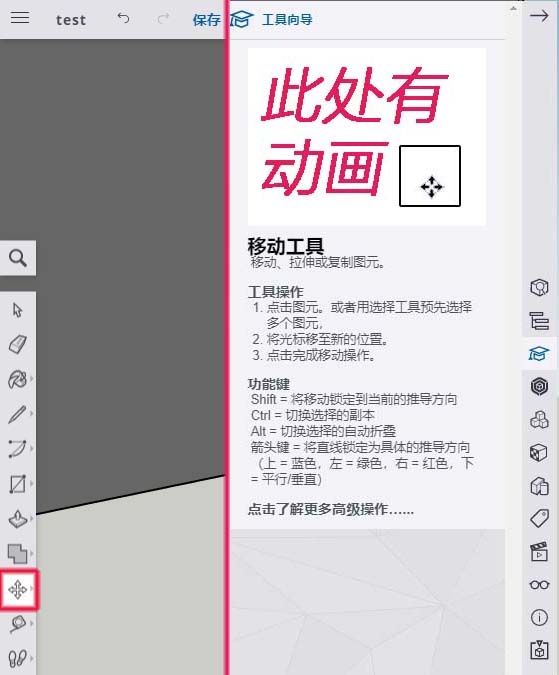 test
保存
工具向导
此处有
动画
移动工具
移动、拉伸或复制图元。
工具操作
1. 点击图元。或者用选择工具预先选择
多个图元，
2. 将光标移至新的位置。
3. 点击完成移动操作。
功能键
Shift = 将移动锁定到当前的推导方向
Ctrl = 切换选择的副本
Alt = 切换选择的自动折叠
箭头键 = 将直线锁定为具体的推导方向
（上 = 蓝色，左 = 绿色，右 = 红色，下
= 平行/垂直）
点击了解更多高级操作……